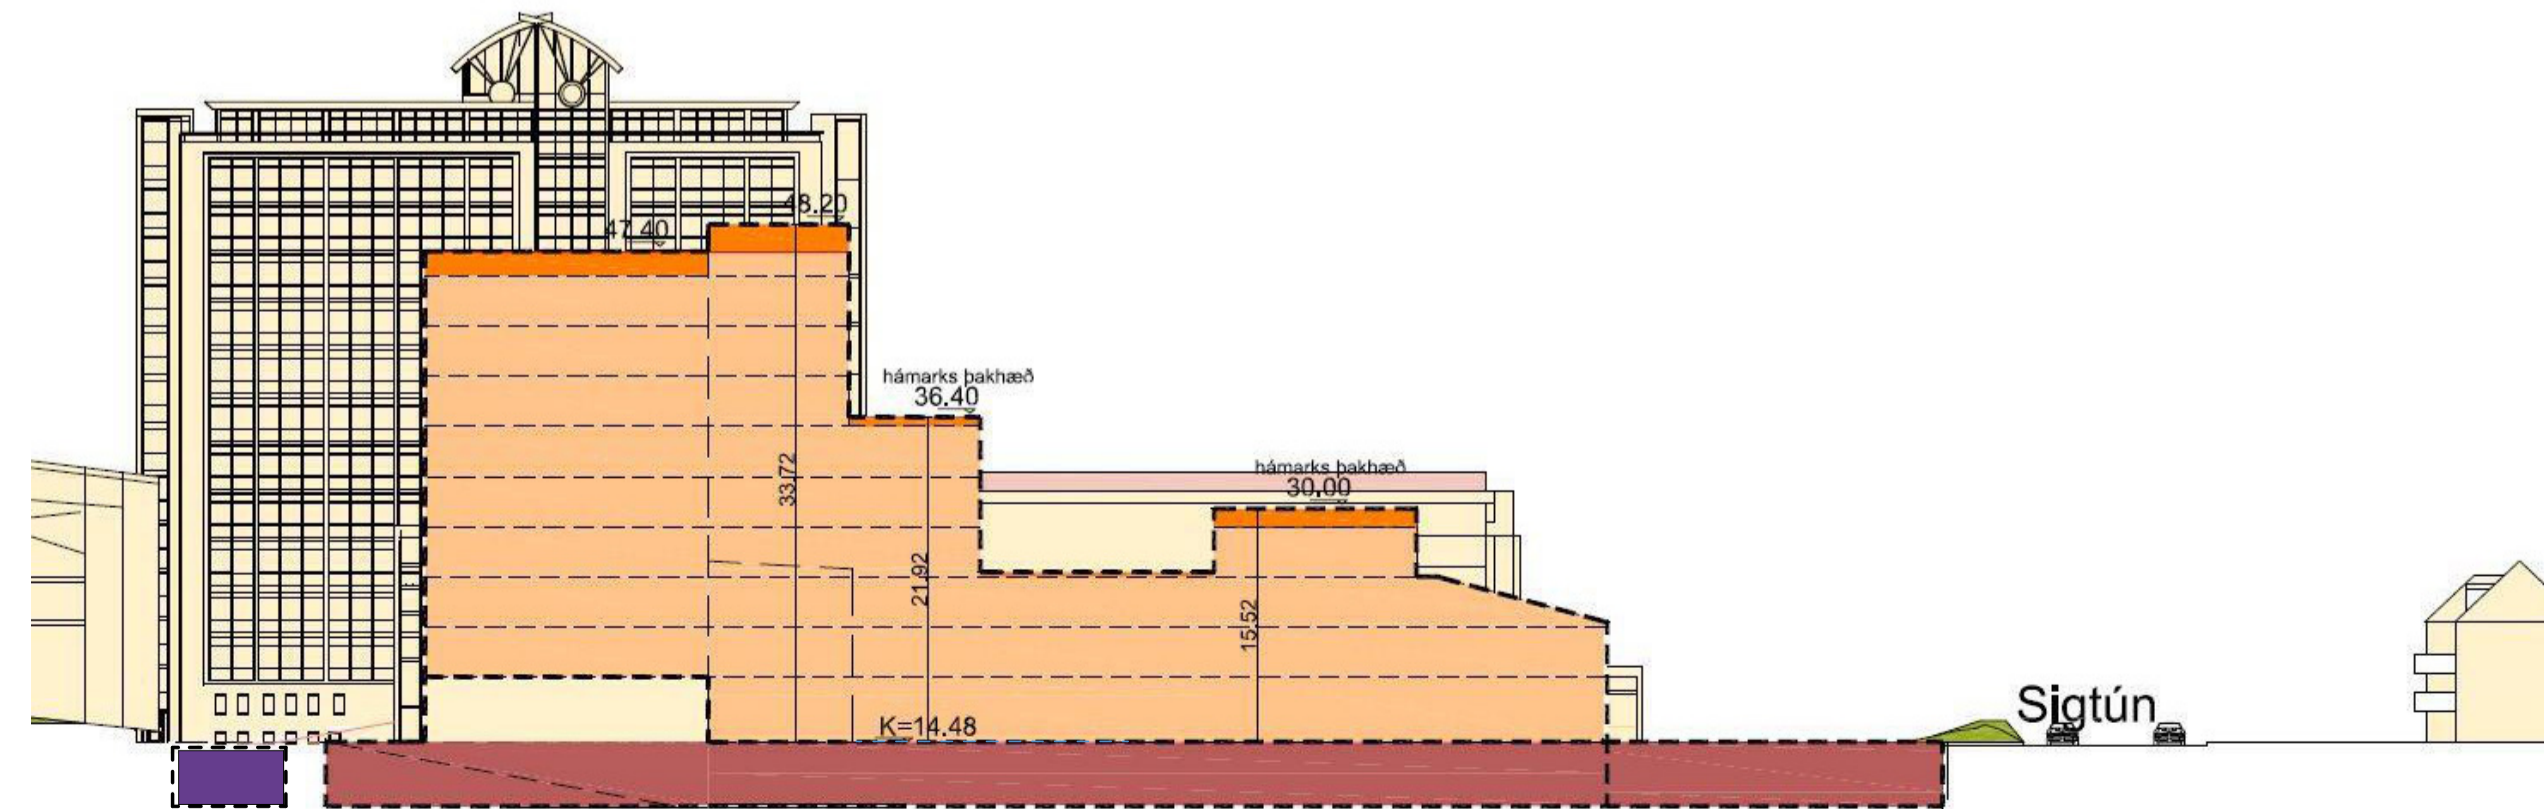 48.20
47.40
hámarks þakhæð
36.40
hámarks þakhæð
30.00
33.72
21.92
15.52
Sigtún
K=14.48